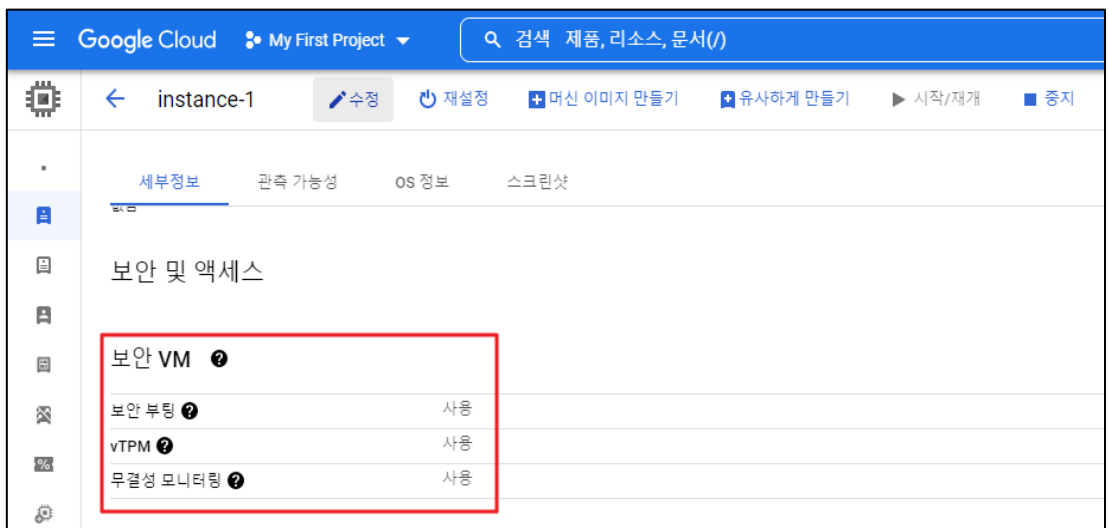 Google Cloud My First Project 검색 제품, 리소스, 문서(/)
instance-1 수정 재설정 머신 이미지 만들기 유사하게 만들기 시작/재개 중지
세부정보 관측 가능성 OS 정보 스크린샷
보안 및 액세스
보안 VM
보안 부팅 사용
vTPM 사용
무결성 모니터링 사용